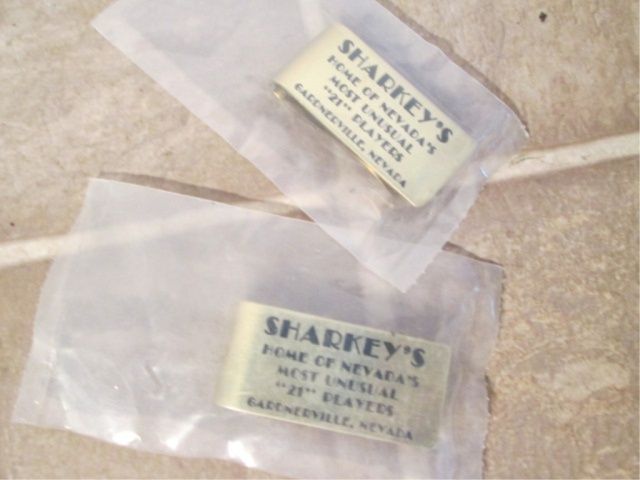 SHARKEY'S
HOME OF NEVADA'S
MOST UNUSUAL
"21" PLAYERS
GARDNERVILLE, NEVADA
SHARKEY'S
HOME OF NEVADA'S
MOST UNUSUAL
"21" PLAYERS
GARDNERVILLE, NEVADA